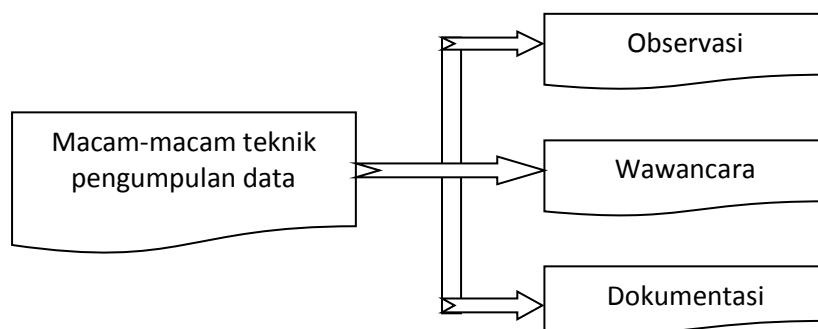 Macam-macam teknik
pengumpulan data
Observasi
Wawancara
Dokumentasi